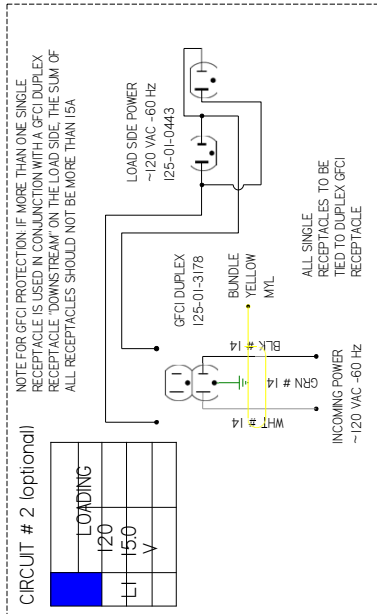 CIRCUIT # 2 (optional)
NOTE FOR GFCI PROTECTION: IF MORE THAN ONE SINGLE
RECEPTACLE IS USED IN CONJUNCTION WITH A GFCI DUPLEX
RECEPTACLE "DOWNSTREAM" ON THE LOAD SIDE, THE SUM OF
ALL RECEPTACLES SHOULD NOT BE MORE THAN 15A
LOADING
120
L1 15.0
V
LOAD SIDE POWER
~120 VAC -60 Hz
125-01-0443
GFCI DUPLEX
125-01-3178
BUNDLE
YELLOW
MYL
WHT # 14
GRN # 14
BLK # 14
INCOMING POWER
~120 VAC -60 Hz
ALL SINGLE
RECEPTACLES TO BE
TIED TO DUPLEX GFCI
RECEPTACLE